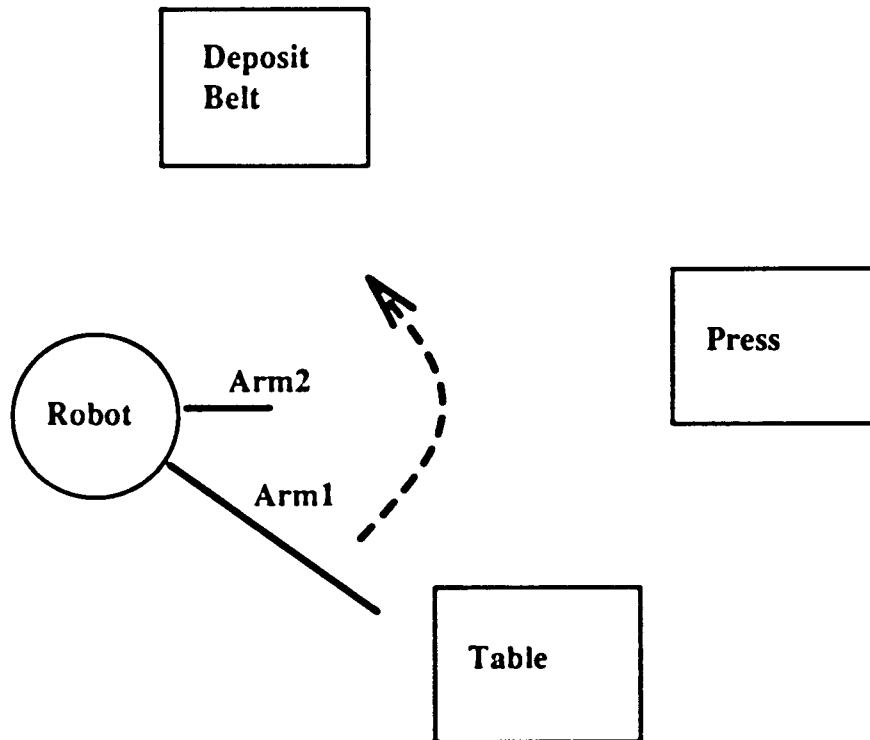 Deposit
Belt
Press
Arm2
Robot
Arm1
Table